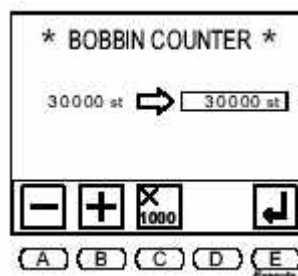 * BOBBIN COUNTER *
30000 st 30000 st
− + X 1000
A B C D E